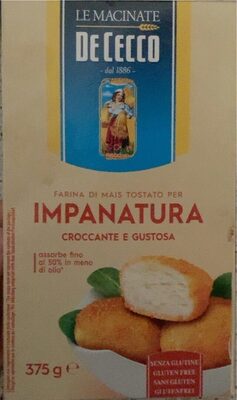 LE MACINATE
DE CECCO
dal 1886
FARINA DI MAIS TOSTATO PER
IMPANATURA
CROCCANTE E GUSTOSA
assorbe fino
al 50% in meno
di olio*
375 g e
SENZA GLUTINE
GLUTEN FREE
SANS GLUTEN
GLUTENFREI